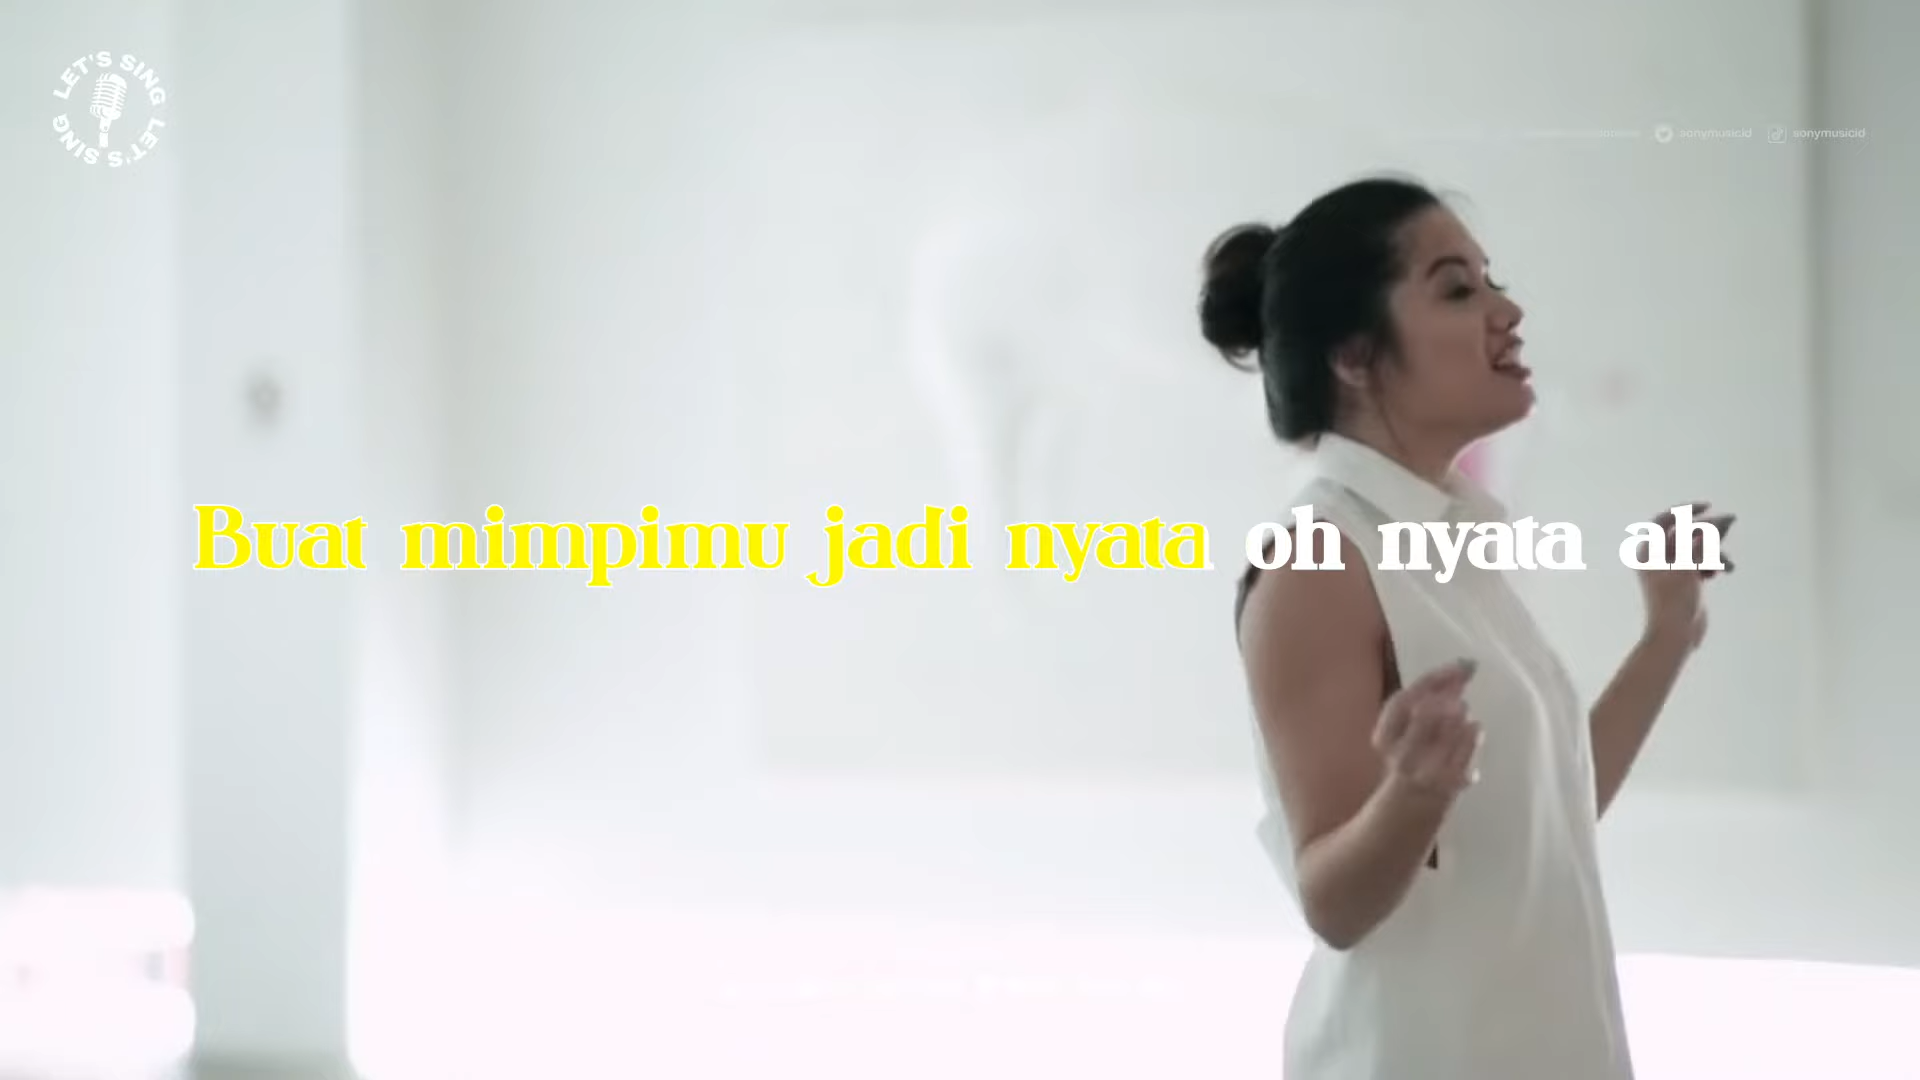 LET'S SING LET'S SING
sonymusicid sonymusicid
Buat mimpimu jadi nyata oh nyata ah